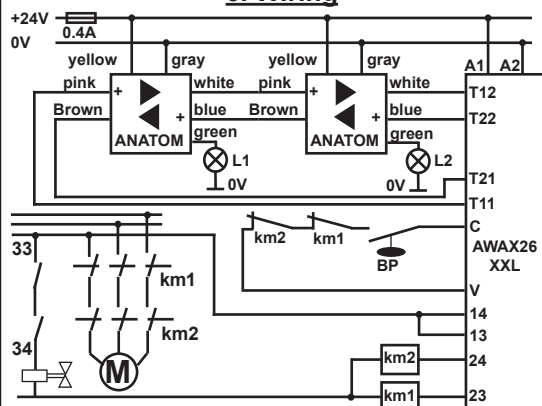 +24V
0.4A
0V
A1 A2
yellow gray yellow gray
pink white pink white T12
Brown blue Brown blue T22
+ + + +
ANATOM ANATOM
green green
L1 L2
0V 0V
T21
T11
C
km2 km1
BP
AWAX26
XXL
33
km1
V
km2
14
13
34
M
km2 24
km1 23